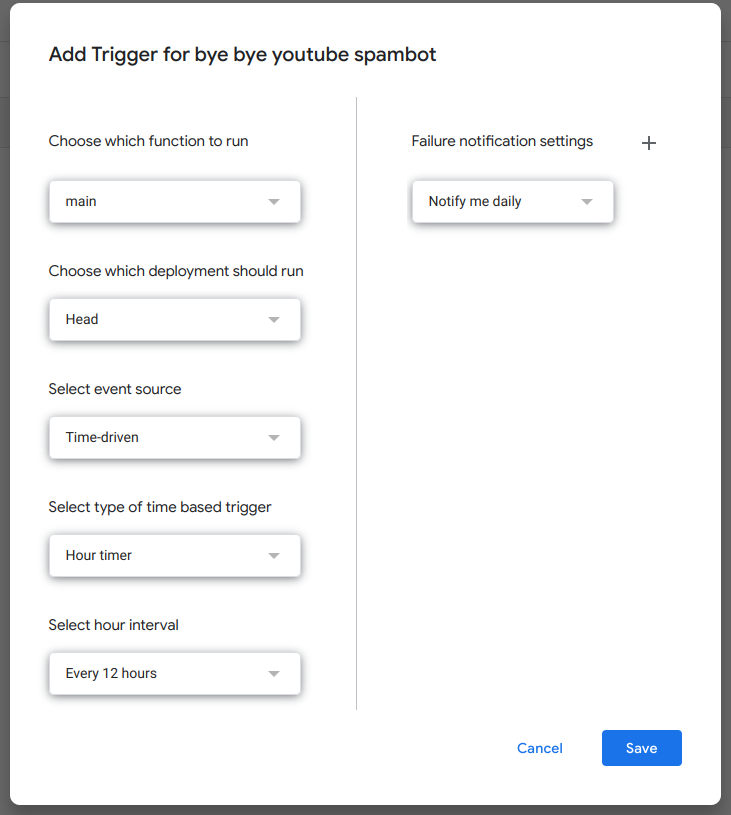 Add Trigger for bye bye youtube spambot
Choose which function to run
main
Choose which deployment should run
Head
Select event source
Time-driven
Select type of time based trigger
Hour timer
Select hour interval
Every 12 hours
Failure notification settings
Notify me daily
Cancel
Save